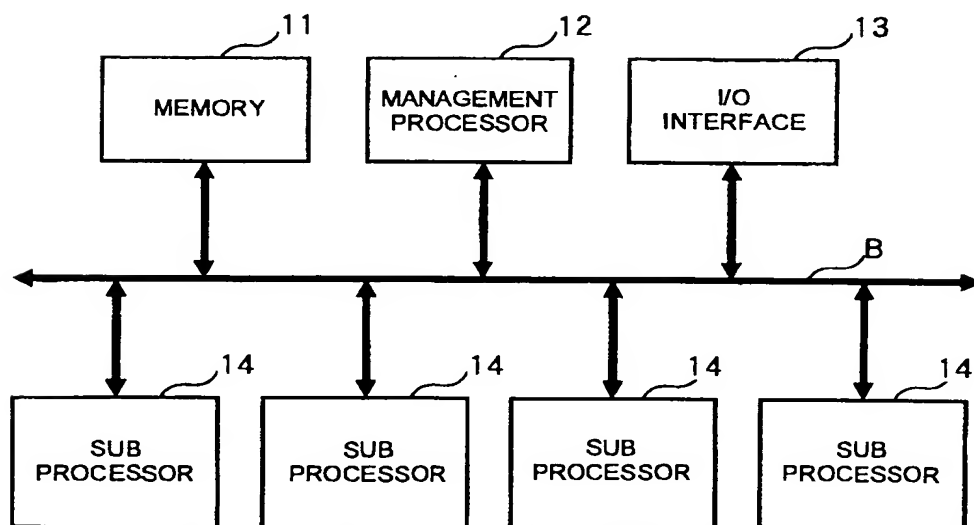 11
12
13
MEMORY
MANAGEMENT
PROCESSOR
I/O
INTERFACE
B
14
14
14
14
SUB
PROCESSOR
SUB
PROCESSOR
SUB
PROCESSOR
SUB
PROCESSOR